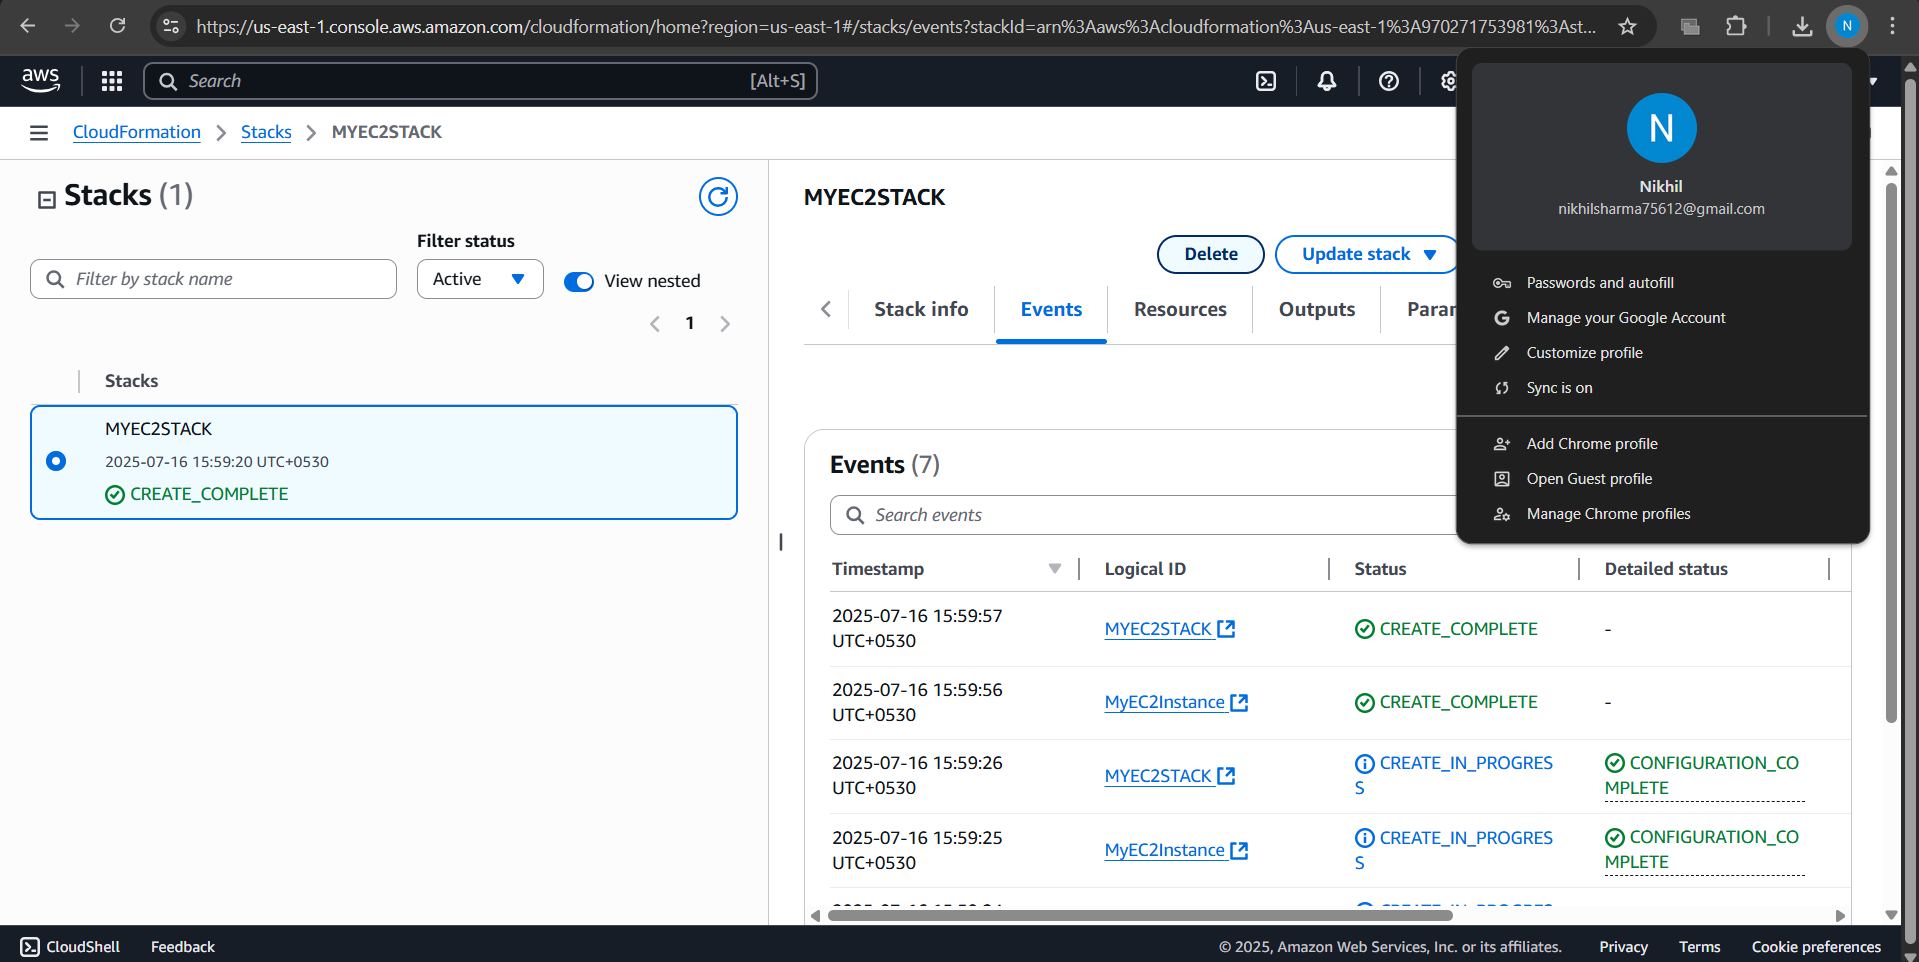 https://us-east-1.console.aws.amazon.com/cloudformation/home?region=us-east-1#/stacks/events?stackId=arn%3Aaws%3Acloudformation%3Aus-east-1%3A970271753981%3Ast...
N
aws
Search
[Alt+S]
CloudFormation
Stacks
MYEC2STACK
N
Nikhil
nikhilsharma75612@gmail.com
Passwords and autofill
Manage your Google Account
Customize profile
Sync is on
Add Chrome profile
Open Guest profile
Manage Chrome profiles
Stacks (1)
Filter status
Filter by stack name
Active
View nested
1
Stacks
MYEC2STACK
2025-07-16 15:59:20 UTC+0530
CREATE_COMPLETE
MYEC2STACK
Delete
Update stack
Stack info
Events
Resources
Outputs
Param
Events (7)
Search events
Timestamp
Logical ID
Status
Detailed status
2025-07-16 15:59:57
UTC+0530
MYEC2STACK
CREATE_COMPLETE
-
2025-07-16 15:59:56
UTC+0530
MyEC2Instance
CREATE_COMPLETE
-
2025-07-16 15:59:26
UTC+0530
MYEC2STACK
CREATE_IN_PROGRES
S
CONFIGURATION_CO
MPLETE
2025-07-16 15:59:25
UTC+0530
MyEC2Instance
CREATE_IN_PROGRES
S
CONFIGURATION_CO
MPLETE
CloudShell
Feedback
© 2025, Amazon Web Services, Inc. or its affiliates.
Privacy
Terms
Cookie preferences